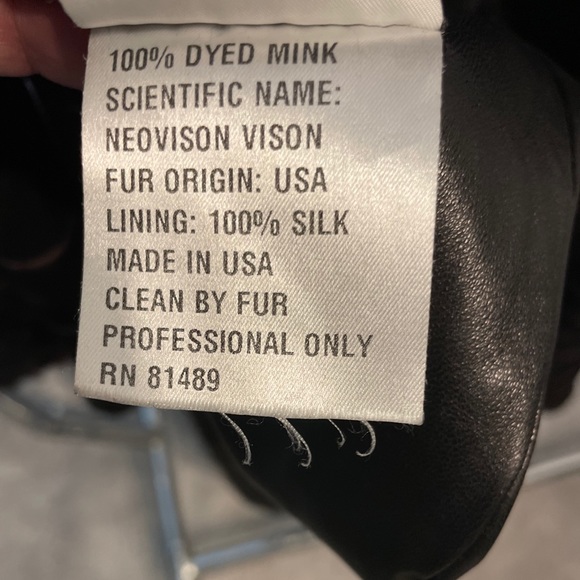 100% DYED MINK
SCIENTIFIC NAME:
NEOVISON VISON
FUR ORIGIN: USA
LINING: 100% SILK
MADE IN USA
CLEAN BY FUR
PROFESSIONAL ONLY
RN 81489